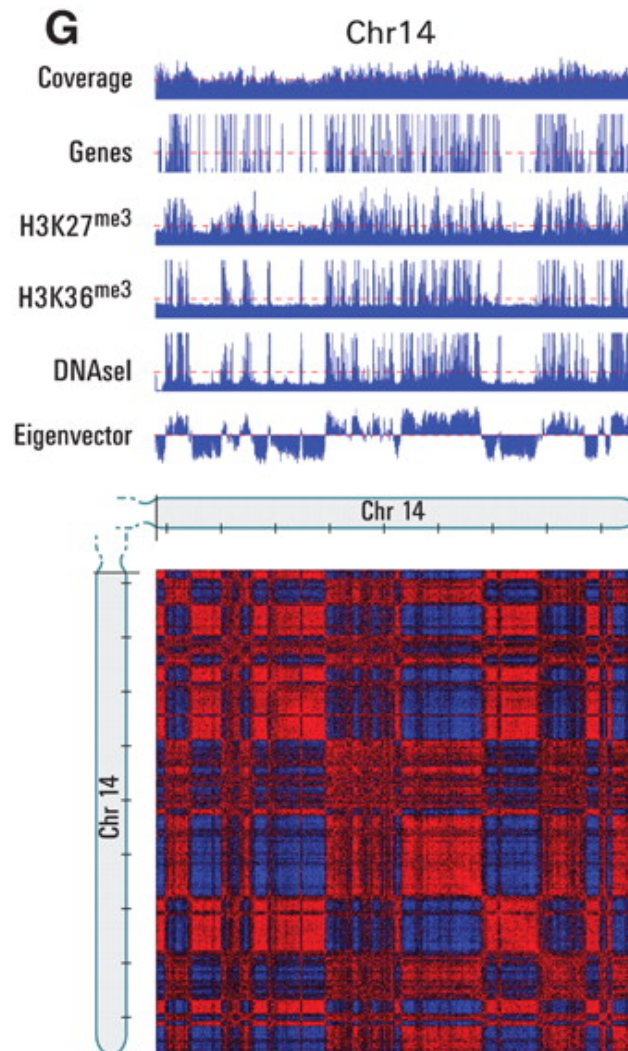 G Chr14
Coverage
Genes
H3K27me3
H3K36me3
DNAseI
Eigenvector
Chr 14
Chr 14